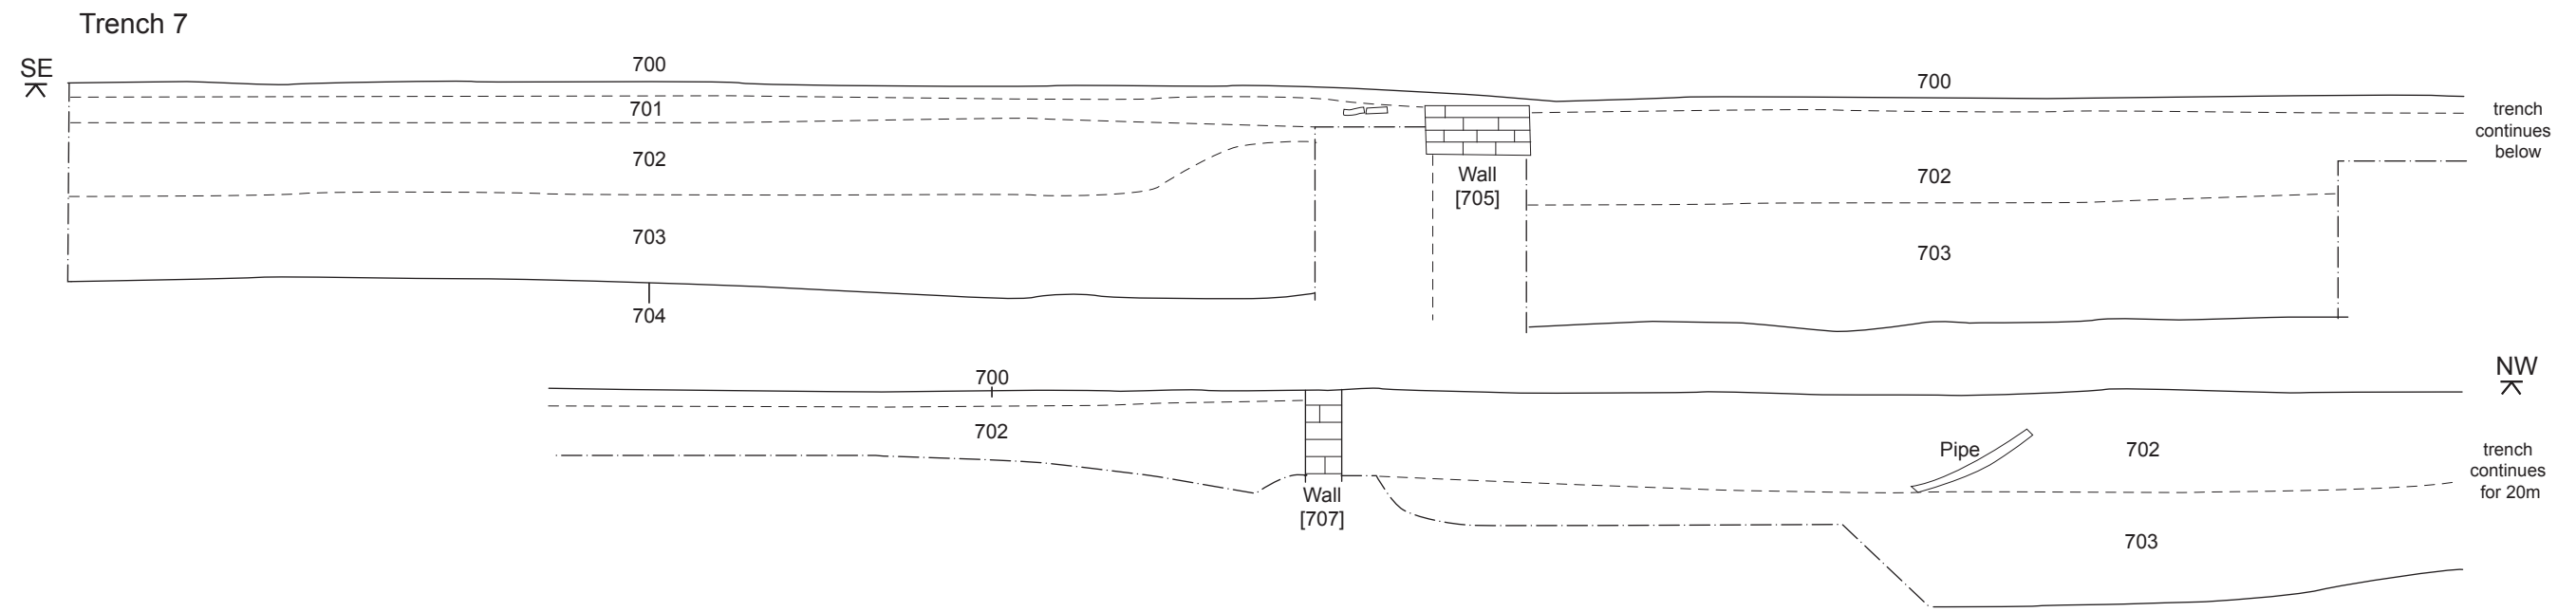 Trench 7
SE
700
700
701
trench
continues
below
702
Wall
[705]
702
703
703
704
NW
700
702
Pipe
702
trench
continues
for 20m
Wall
[707]
703